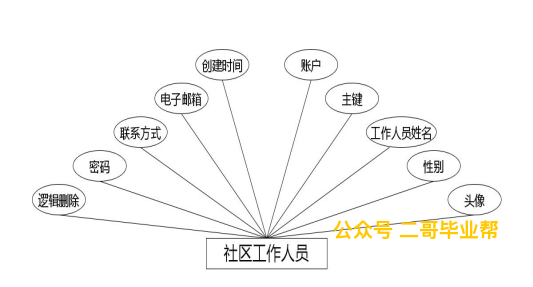 创建时间
账户
电子邮箱
主键
联系方式
工作人员姓名
密码
性别
逻辑删除
头像
公众号 二哥毕业帮
社区工作人员